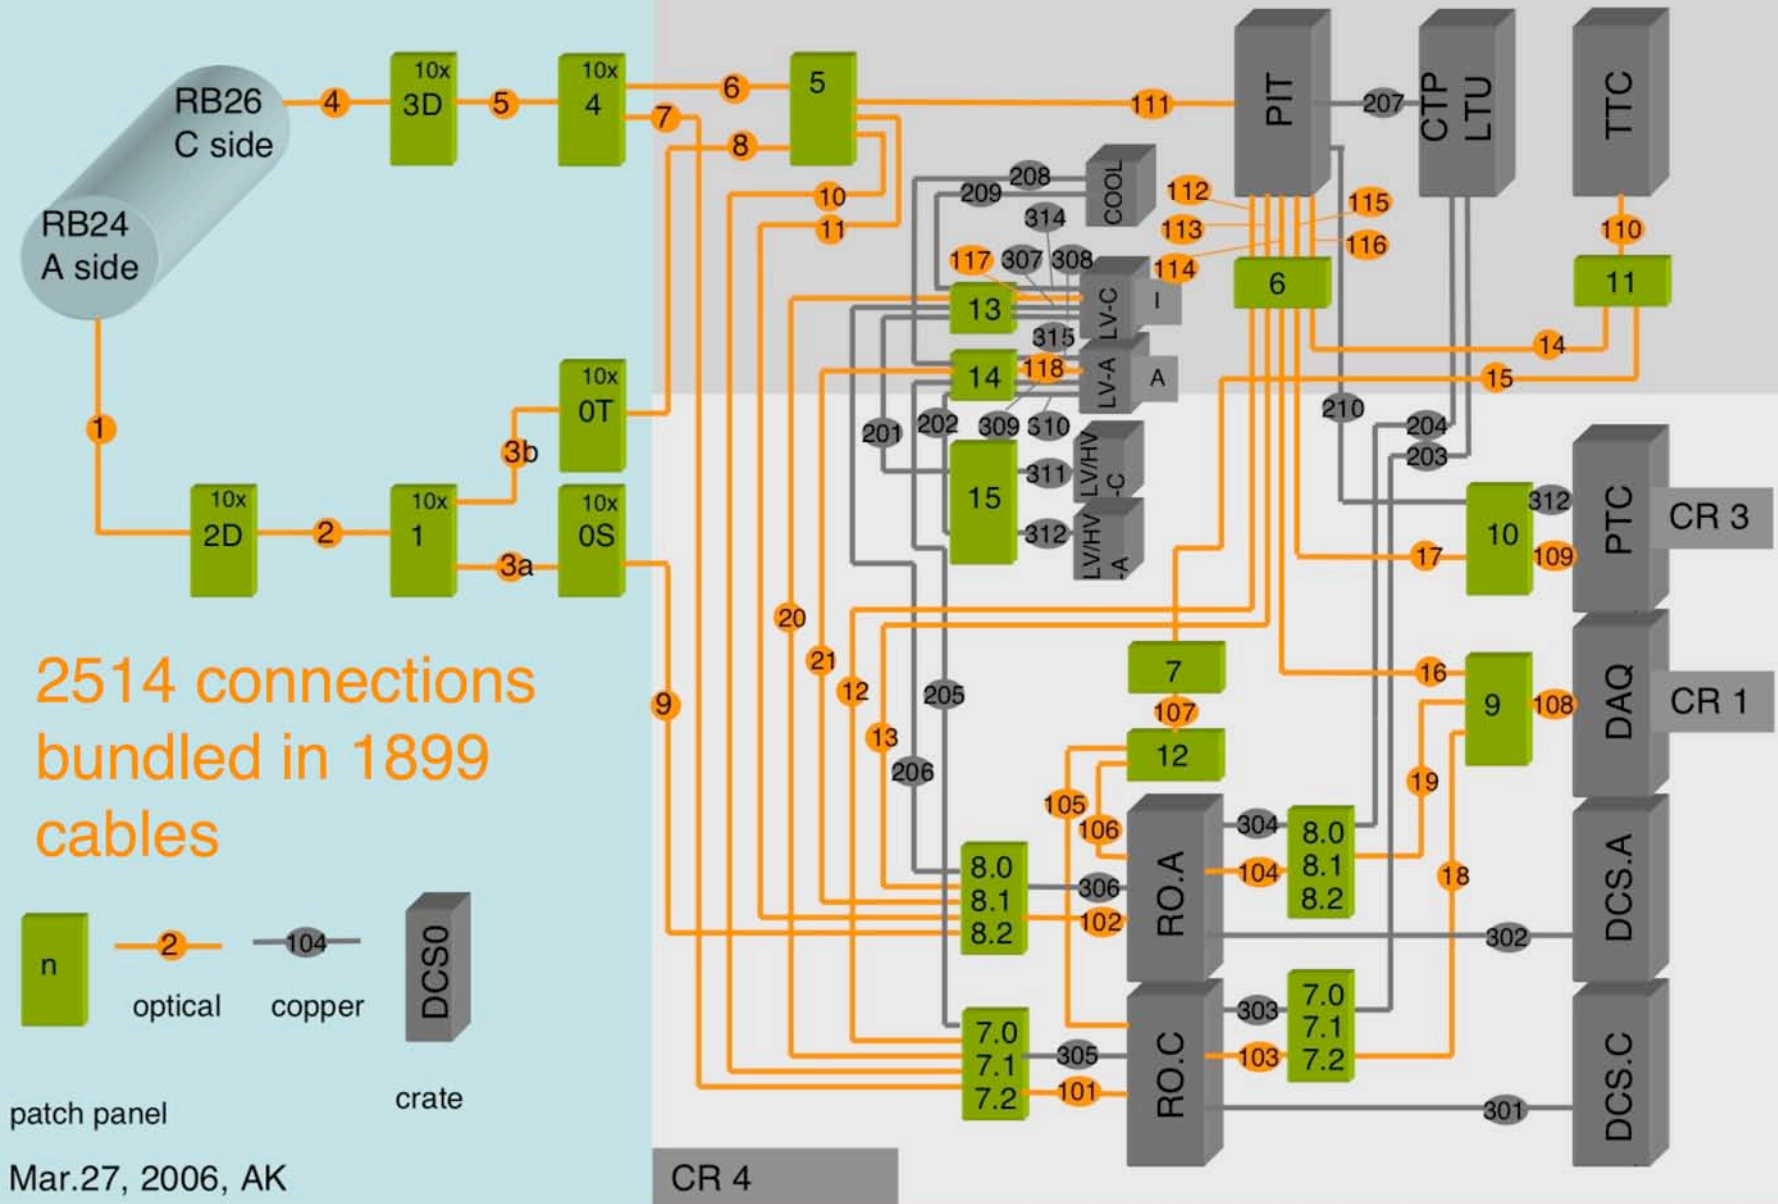 RB26
C side
RB24
A side
4
10x
3D
5
10x
4
6
7
8
5
10
11
111
PIT
207
CTP
LTU
TTC
110
11
208
209
COOL
314
117
307
308
13
LV-C
I
315
14
118
LV-A
A
309
310
201
202
15
311
LV/HV
-C
312
LV/HV
-A
112
113
114
115
116
6
14
15
210
204
203
10
312
109
PTC
CR 3
17
1
10x
2D
2
10x
1
3b
3a
10x
0T
10x
0S
9
20
21
12
13
205
206
7
107
12
105
106
16
9
108
DAQ
CR 1
19
18
8.0
8.1
8.2
306
102
RO.A
304
104
8.0
8.1
8.2
302
DCS.A
7.0
7.1
7.2
305
101
RO.C
303
103
7.0
7.1
7.2
301
DCS.C
2514 connections
bundled in 1899
cables
n
2
optical
104
copper
DCS0
crate
patch panel
Mar.27, 2006, AK
CR 4